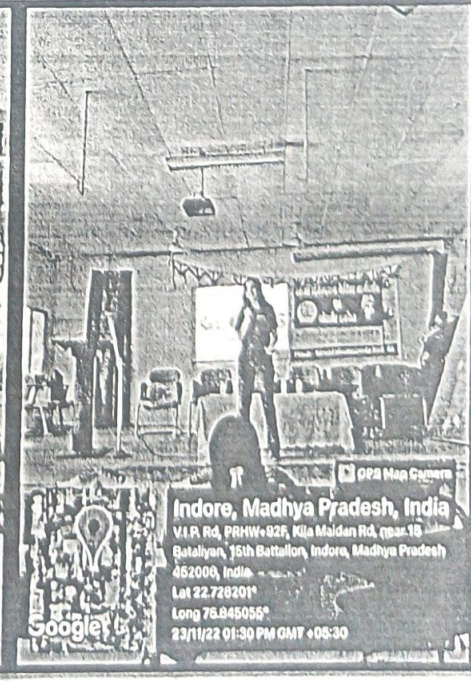 GPS Map Camera
Indore, Madhya Pradesh, India
V.I.P. Rd, PRHW+92F, Kila Maidan Rd, near 15
Bataliyan, 15th Battalion, Indore, Madhya Pradesh
452006, India
Lat 22.728201°
Long 75.845055°
23/11/22 01:30 PM GMT +05:30
Google